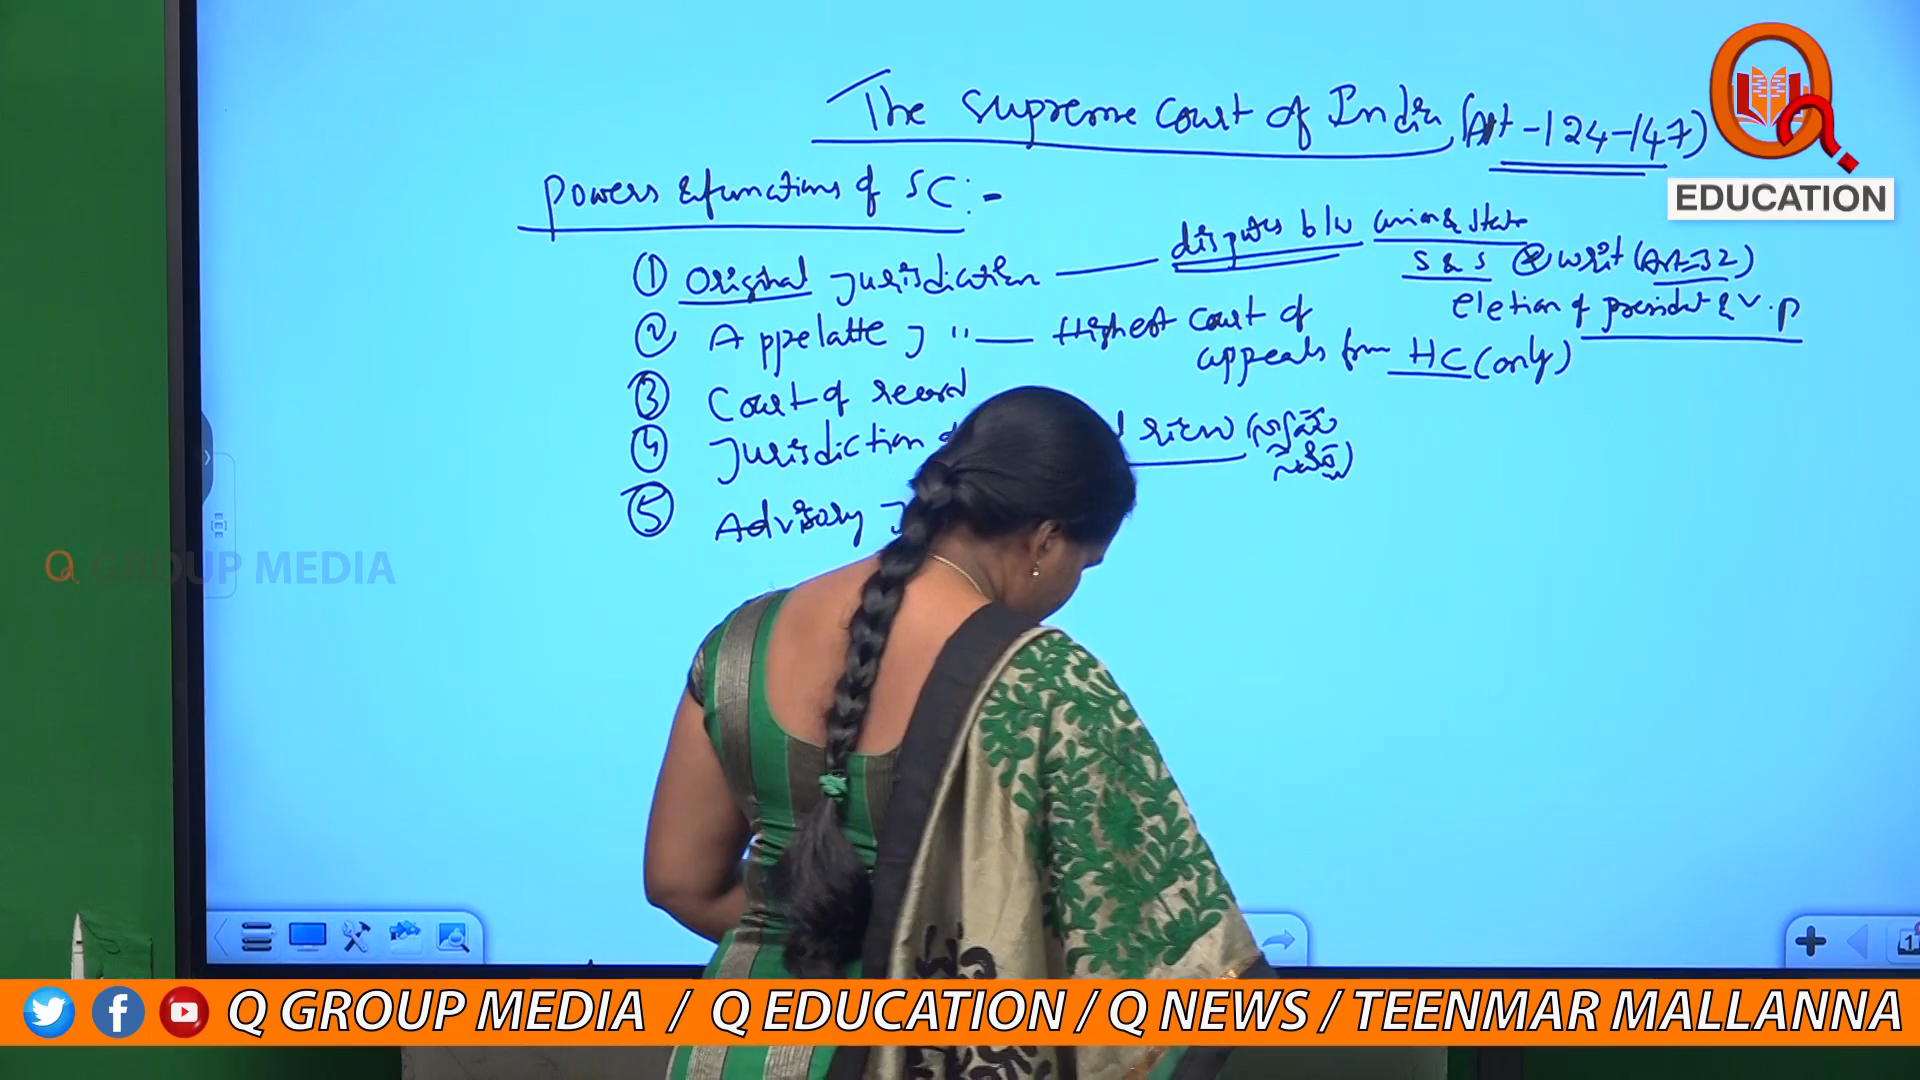 The Supreme Court of India (Art-124-147)
EDUCATION
Powers & functions of SC:-
① Original Jurisdiction — disputes b/w union & state
S & S writ (Art-32)
eletion of president & V.P
② Appelatte J " — Highest court of
appeals from HC (only)
③ Court of record
④ Jurisdiction
⑤ Advisory J
Q GROUP MEDIA
Q GROUP MEDIA / Q EDUCATION / Q NEWS / TEENMAR MALLANNA